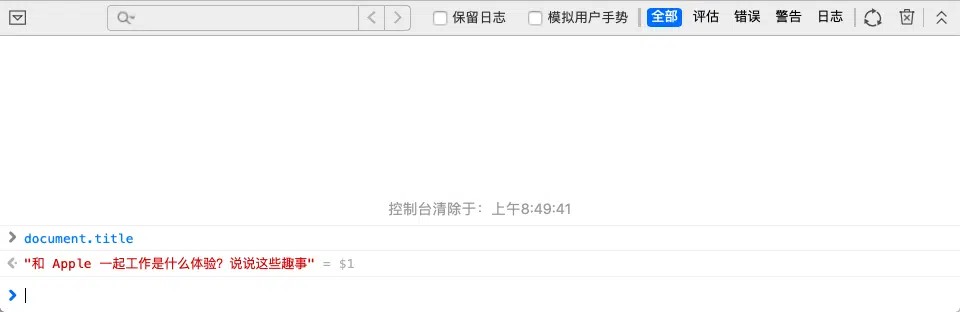 保留日志 模拟用户手势 全部 评估 错误 警告 日志
控制台清除于：上午8:49:41
document.title
"和 Apple 一起工作是什么体验？说说这些趣事" = $1